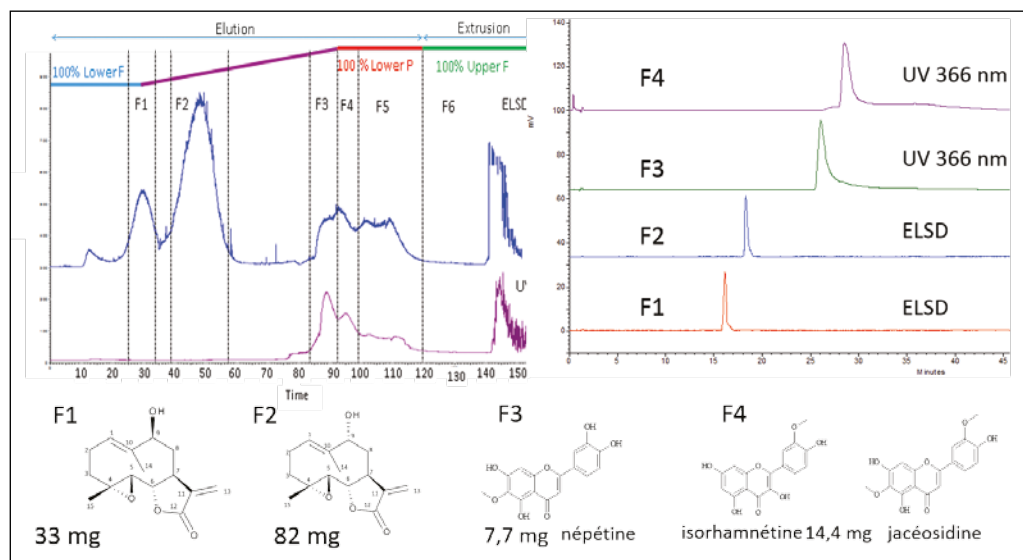 Elution Extrusion
100% Lower F
100 % Lower P
100% Upper F
F1 F2 F3 F4 F5 F6 ELSD
UV
10 20 30 40 50 60 70 80 90 100 110 120 130 140 150
Time
140
120
100
80
60
40
20
0
mV
F4 UV 366 nm
F3 UV 366 nm
F2 ELSD
F1 ELSD
0 5 10 15 20 25 30 35 40 45
Minutes
F1
33 mg
F2
82 mg
F3
7,7 mg népétine
F4
isorhamnétine 14,4 mg jacéosidine